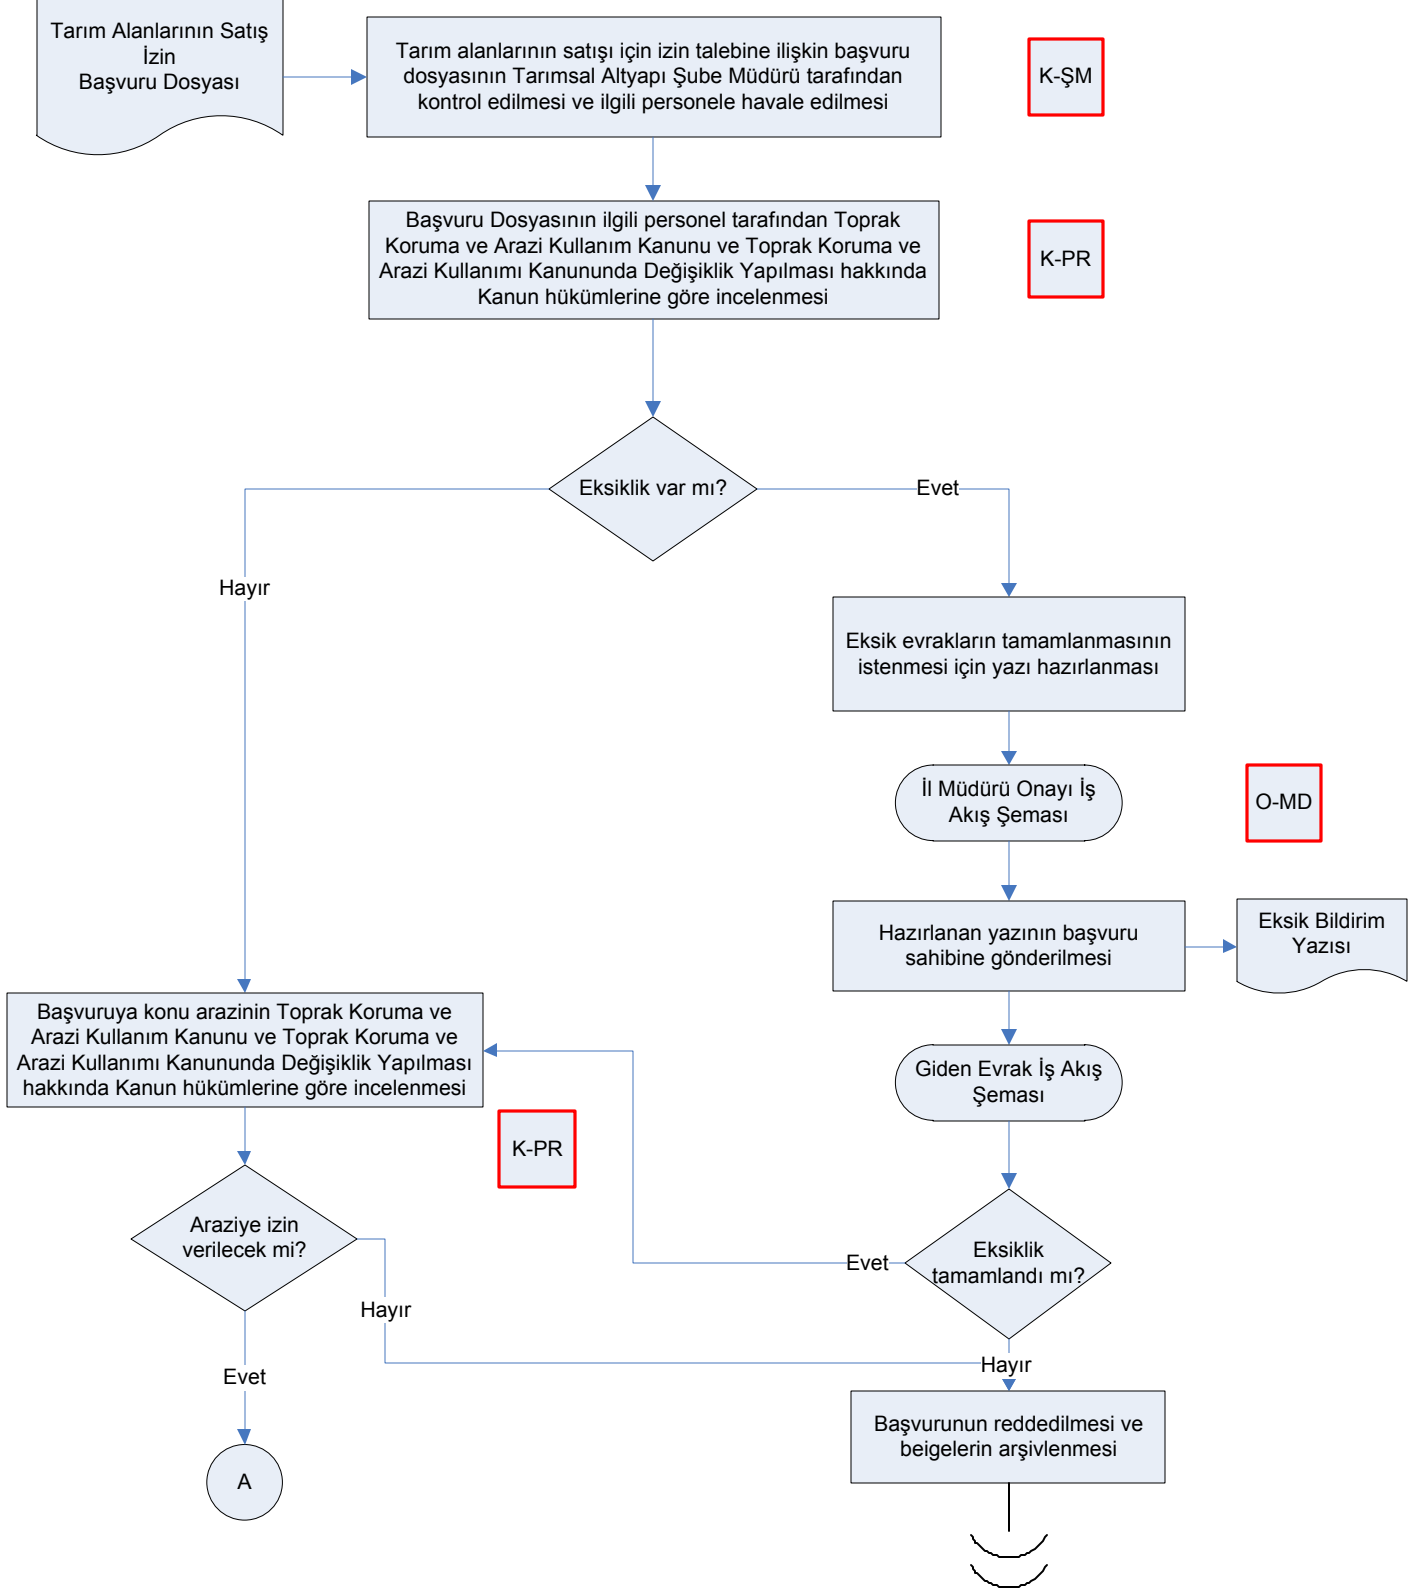 Tarım Alanlarının Satış
İzin
Başvuru Dosyası
Tarım alanlarının satışı için izin talebine ilişkin başvuru
dosyasının Tarımsal Altyapı Şube Müdürü tarafından
kontrol edilmesi ve ilgili personele havale edilmesi
K-ŞM
Başvuru Dosyasının ilgili personel tarafından Toprak
Koruma ve Arazi Kullanım Kanunu ve Toprak Koruma ve
Arazi Kullanımı Kanununda Değişiklik Yapılması hakkında
Kanun hükümlerine göre incelenmesi
K-PR
Eksiklik var mı?
Evet
Hayır
Eksik evrakların tamamlanmasının
istenmesi için yazı hazırlanması
İl Müdürü Onayı İş
Akış Şeması
O-MD
Hazırlanan yazının başvuru
sahibine gönderilmesi
Eksik Bildirim
Yazısı
Başvuruya konu arazinin Toprak Koruma ve
Arazi Kullanım Kanunu ve Toprak Koruma ve
Arazi Kullanımı Kanununda Değişiklik Yapılması
hakkında Kanun hükümlerine göre incelenmesi
Giden Evrak İş Akış
Şeması
K-PR
Araziye izin
verilecek mi?
Eksiklik
tamamlandı mı?
Evet
Hayır
Hayır
Evet
Başvurunun reddedilmesi ve
beigelerin arşivlenmesi
A